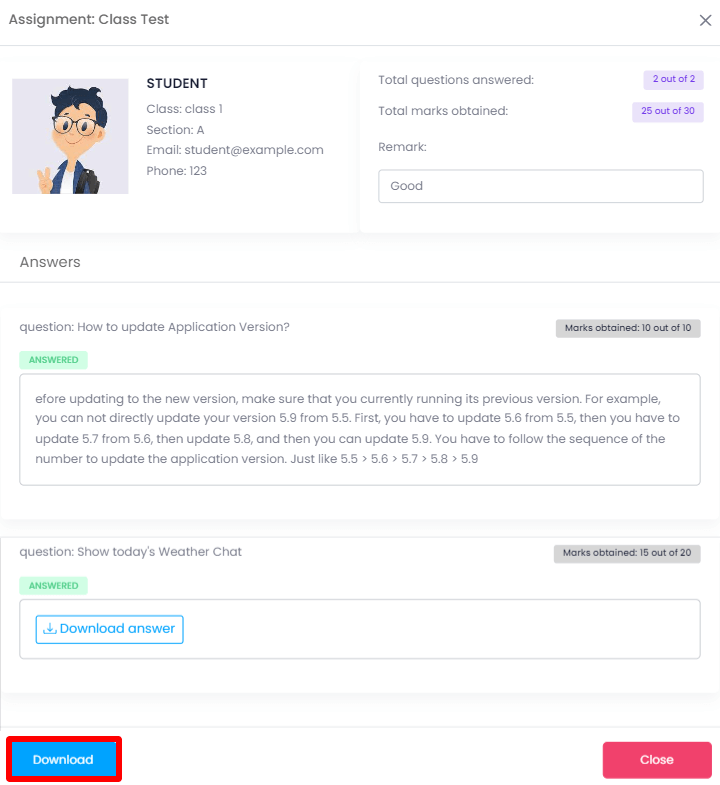 Assignment: Class Test
STUDENT
Class: class 1
Section: A
Email: student@example.com
Phone: 123
Total questions answered:
2 out of 2
Total marks obtained:
25 out of 30
Remark:
Good
Answers
question: How to update Application Version?
Marks obtained: 10 out of 10
ANSWERED
efore updating to the new version, make sure that you currently running its previous version. For example,
you can not directly update your version 5.9 from 5.5. First, you have to update 5.6 from 5.5, then you have to
update 5.7 from 5.6, then update 5.8, and then you can update 5.9. You have to follow the sequence of the
number to update the application version. Just like 5.5 > 5.6 > 5.7 > 5.8 > 5.9
question: Show today's Weather Chat
Marks obtained: 15 out of 20
ANSWERED
Download answer
Download
Close